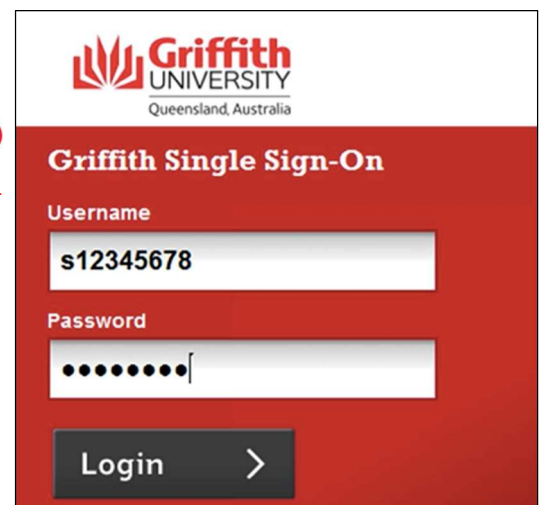 Griffith
UNIVERSITY
Queensland, Australia
Griffith Single Sign-On
Username
s12345678
Password
••••••••
Login >